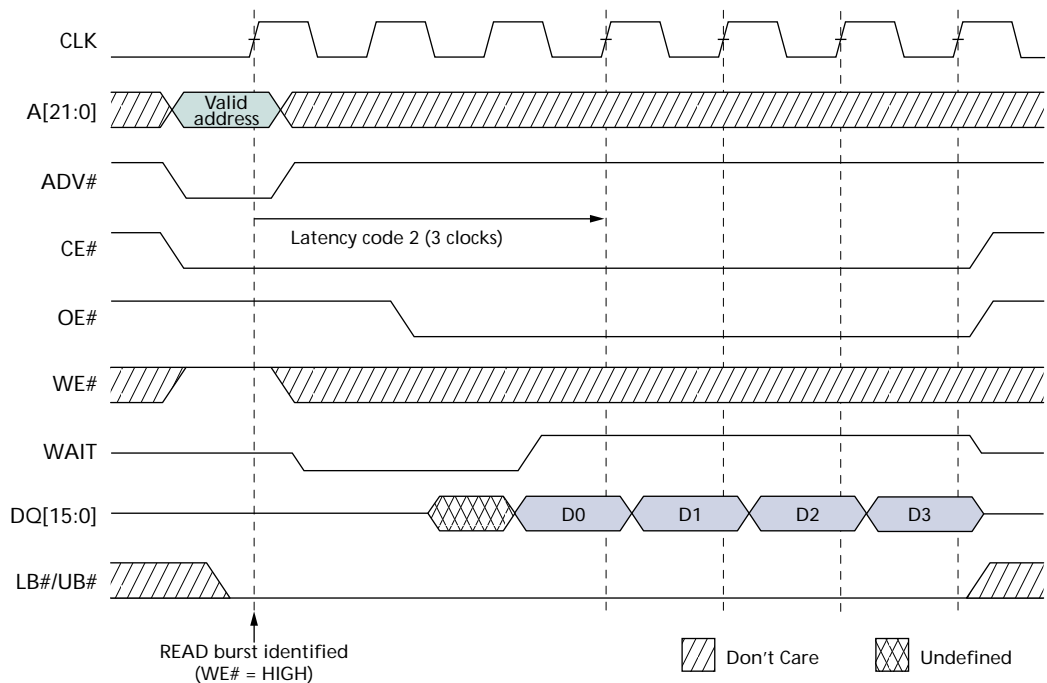 CLK
A[21:0]
Valid
address
ADV#
Latency code 2 (3 clocks)
CE#
OE#
WE#
WAIT
DQ[15:0]
D0
D1
D2
D3
LB#/UB#
READ burst identified
(WE# = HIGH)
Don't Care
Undefined